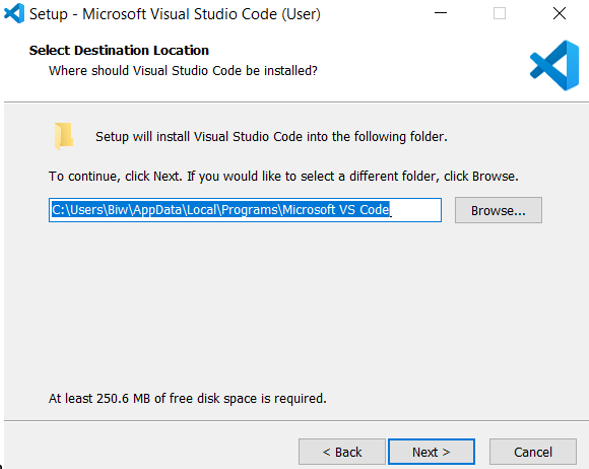 Setup - Microsoft Visual Studio Code (User)
Select Destination Location
Where should Visual Studio Code be installed?
Setup will install Visual Studio Code into the following folder.
To continue, click Next. If you would like to select a different folder, click Browse.
C:\Users\Biw\AppData\Local\Programs\Microsoft VS Code
Browse...
At least 250.6 MB of free disk space is required.
< Back
Next >
Cancel